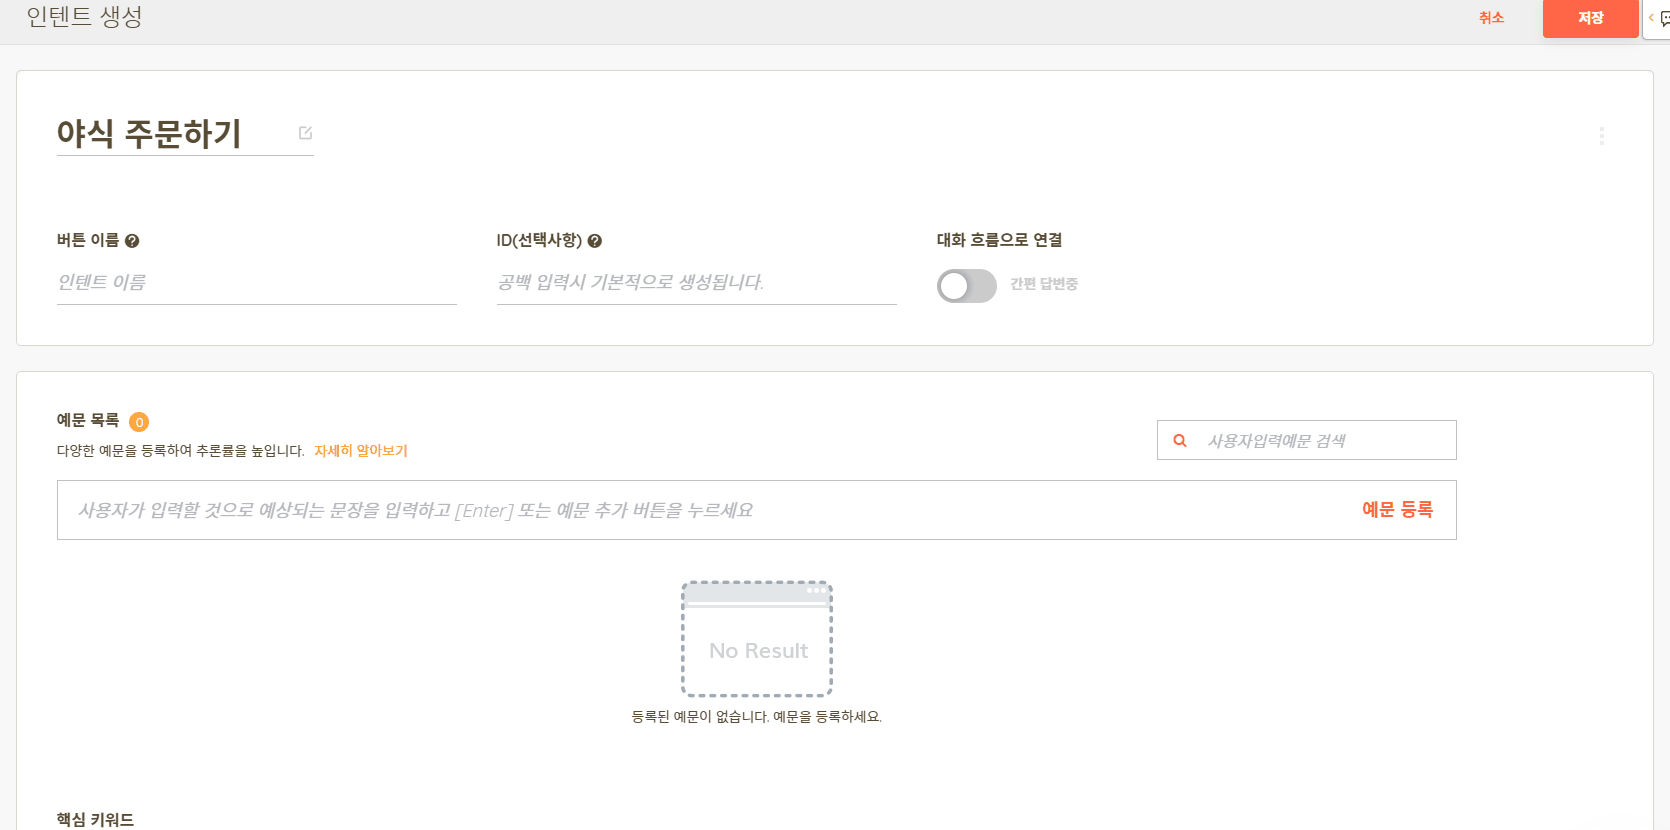 인텐트 생성
취소
저장
야식 주문하기
버튼 이름
ID(선택사항)
대화 흐름으로 연결
인텐트 이름
공백 입력시 기본적으로 생성됩니다.
간편 답변중
예문 목록 0
다양한 예문을 등록하여 추론률을 높입니다. 자세히 알아보기
사용자입력예문 검색
사용자가 입력할 것으로 예상되는 문장을 입력하고 [Enter] 또는 예문 추가 버튼을 누르세요
예문 등록
No Result
등록된 예문이 없습니다. 예문을 등록하세요.
핵심 키워드